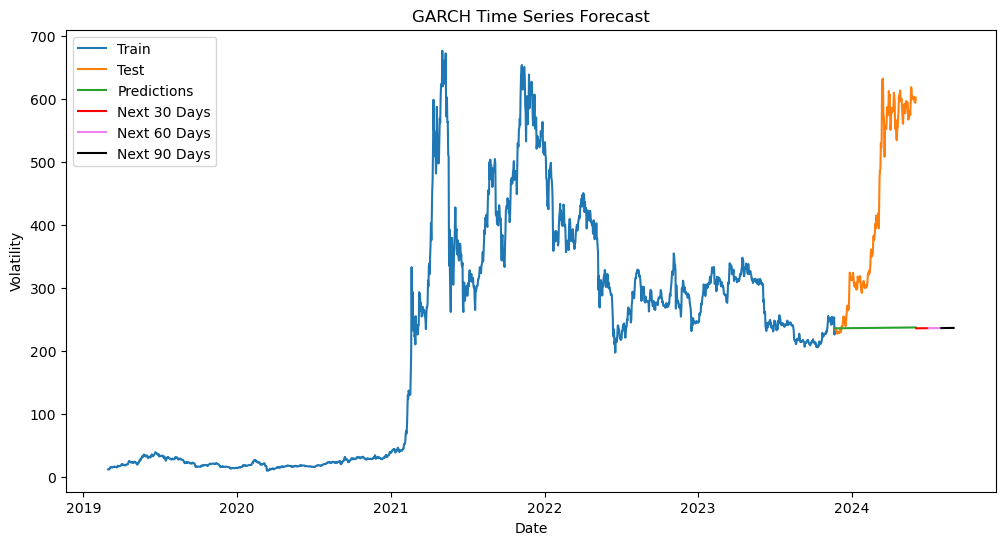 GARCH Time Series Forecast
700
600
500
400
300
200
100
0
Volatility
Train
Test
Predictions
Next 30 Days
Next 60 Days
Next 90 Days
2019
2020
2021
2022
2023
2024
Date